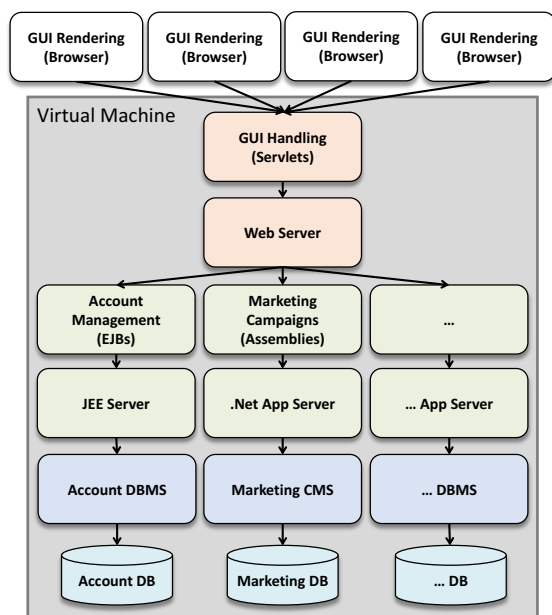 GUI Rendering
(Browser)
GUI Rendering
(Browser)
GUI Rendering
(Browser)
GUI Rendering
(Browser)
Virtual Machine
GUI Handling
(Servlets)
Web Server
Account
Management
(EJBs)
Marketing
Campaigns
(Assemblies)
...
JEE Server
.Net App Server
... App Server
Account DBMS
Marketing CMS
... DBMS
Account DB
Marketing DB
... DB